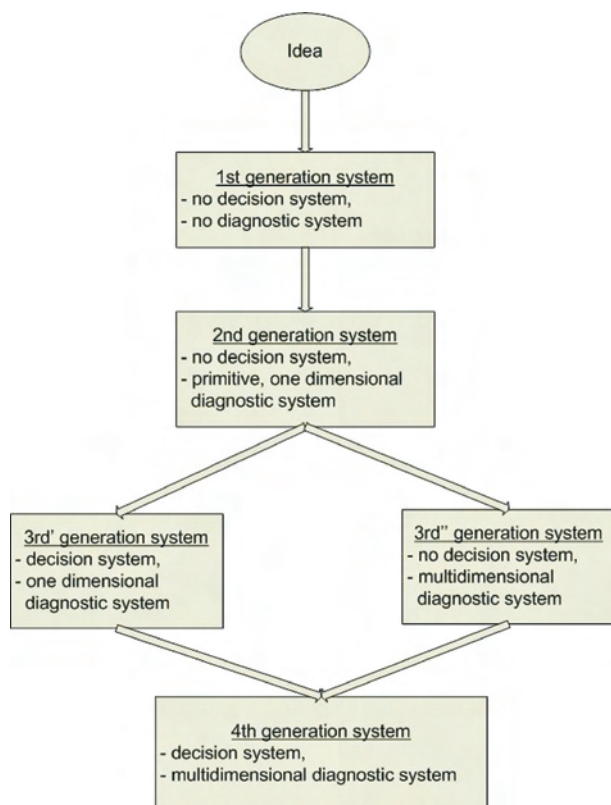 Idea
1st generation system
- no decision system,
- no diagnostic system
2nd generation system
- no decision system,
- primitive, one dimensional
diagnostic system
3rd' generation system
- decision system,
- one dimensional
diagnostic system
3rd'' generation system
- no decision system,
- multidimensional
diagnostic system
4th generation system
- decision system,
- multidimensional diagnostic system